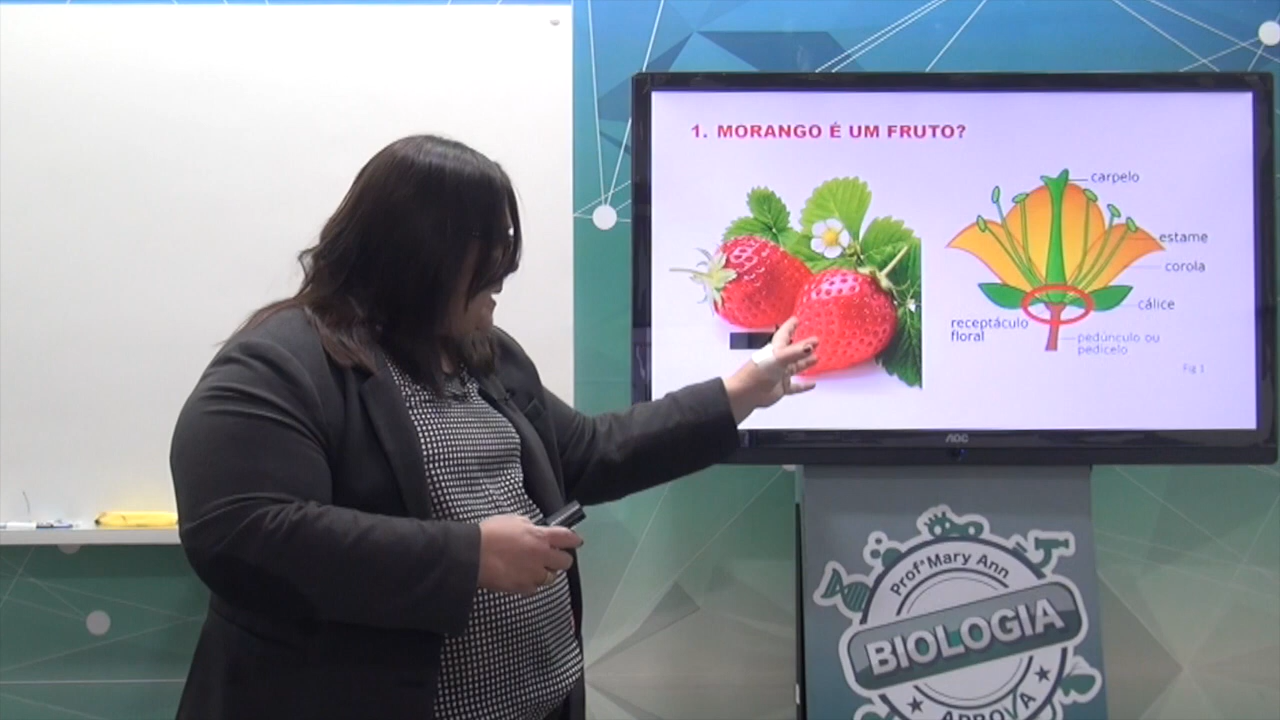 1. MORANGO É UM FRUTO?
carpelo
estame
corola
cálice
receptáculo
floral
pedúnculo ou
pedicelo
Fig 1
AOC
Profª Mary Ann
BIOLOGIA
APROVA